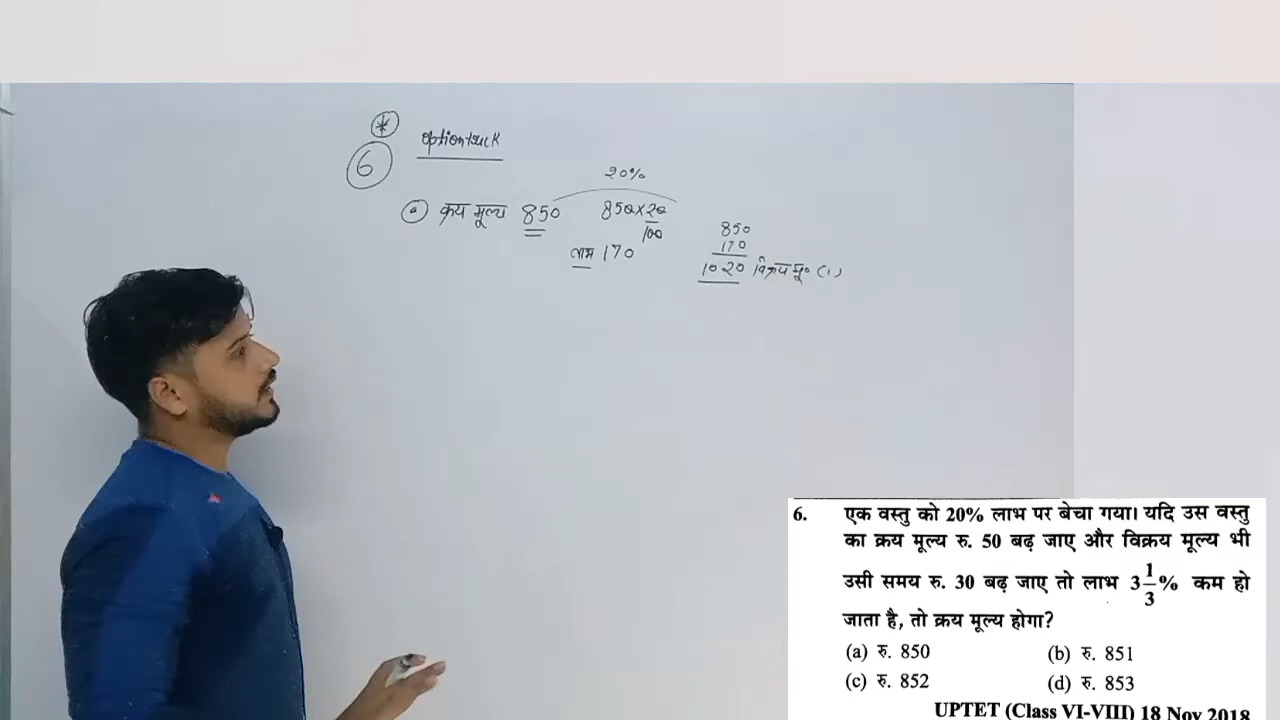 *
6 optiontrick
20%
(a) क्रय मूल्य 850 850x20
100
लाभ 170
850
170
1020 विक्रय मू० (1)
6. एक वस्तु को 20% लाभ पर बेचा गया। यदि उस वस्तु
का क्रय मूल्य रु. 50 बढ़ जाए और विक्रय मूल्य भी
उसी समय रु. 30 बढ़ जाए तो लाभ 3 1/3 % कम हो
जाता है, तो क्रय मूल्य होगा?
(a) रु. 850 (b) रु. 851
(c) रु. 852 (d) रु. 853
UPTET (Class VI-VIII) 18 Nov 2018